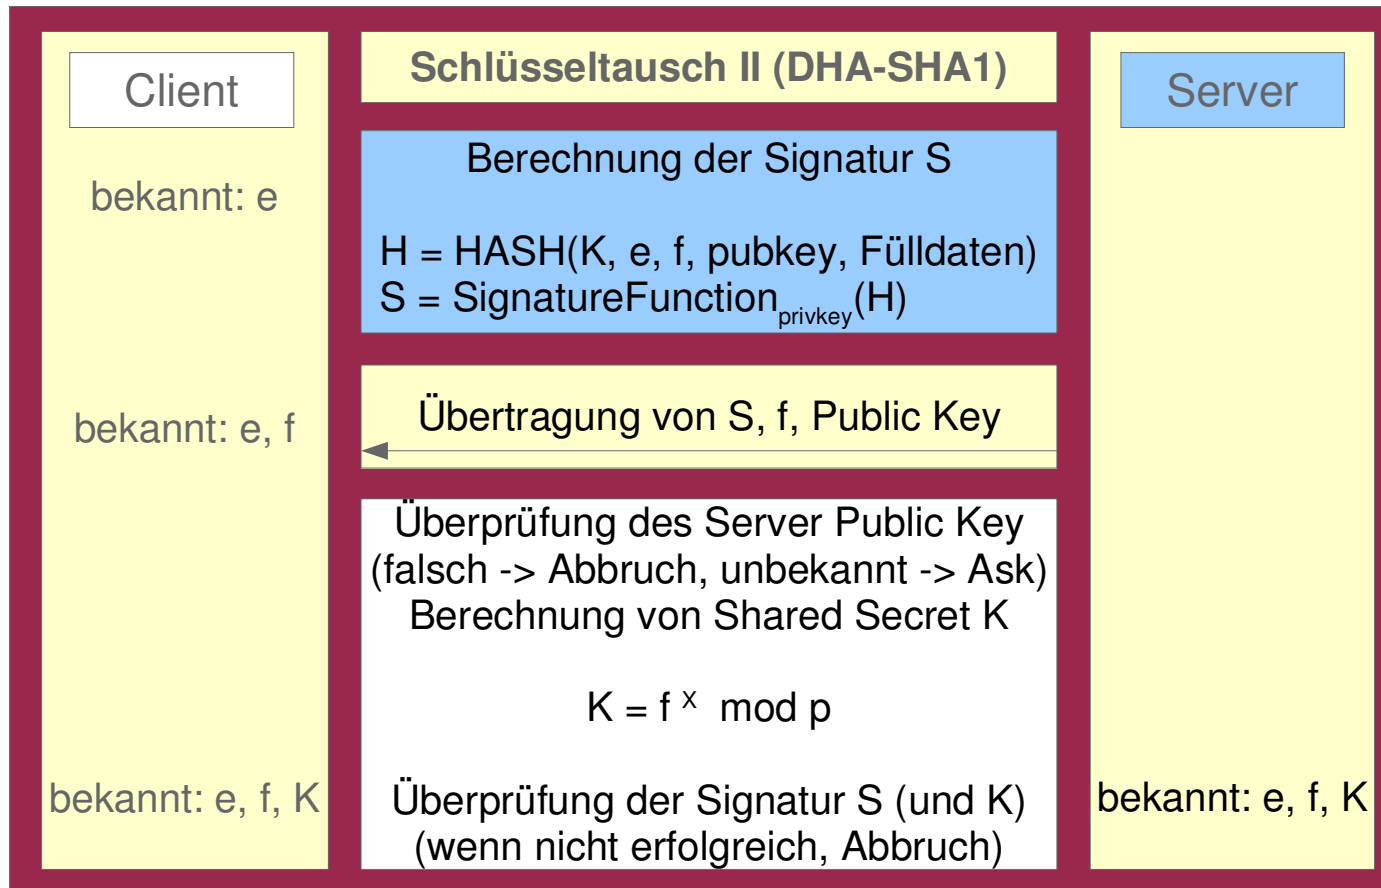 Client
Schlüsseltausch II (DHA-SHA1)
Server
bekannt: e
Berechnung der Signatur S
H = HASH(K, e, f, pubkey, Fülldaten)
S = SignatureFunction privkey (H)
bekannt: e, f
Übertragung von S, f, Public Key
Überprüfung des Server Public Key
(falsch -> Abbruch, unbekannt -> Ask)
Berechnung von Shared Secret K
K = f x mod p
bekannt: e, f, K
Überprüfung der Signatur S (und K)
(wenn nicht erfolgreich, Abbruch)
bekannt: e, f, K